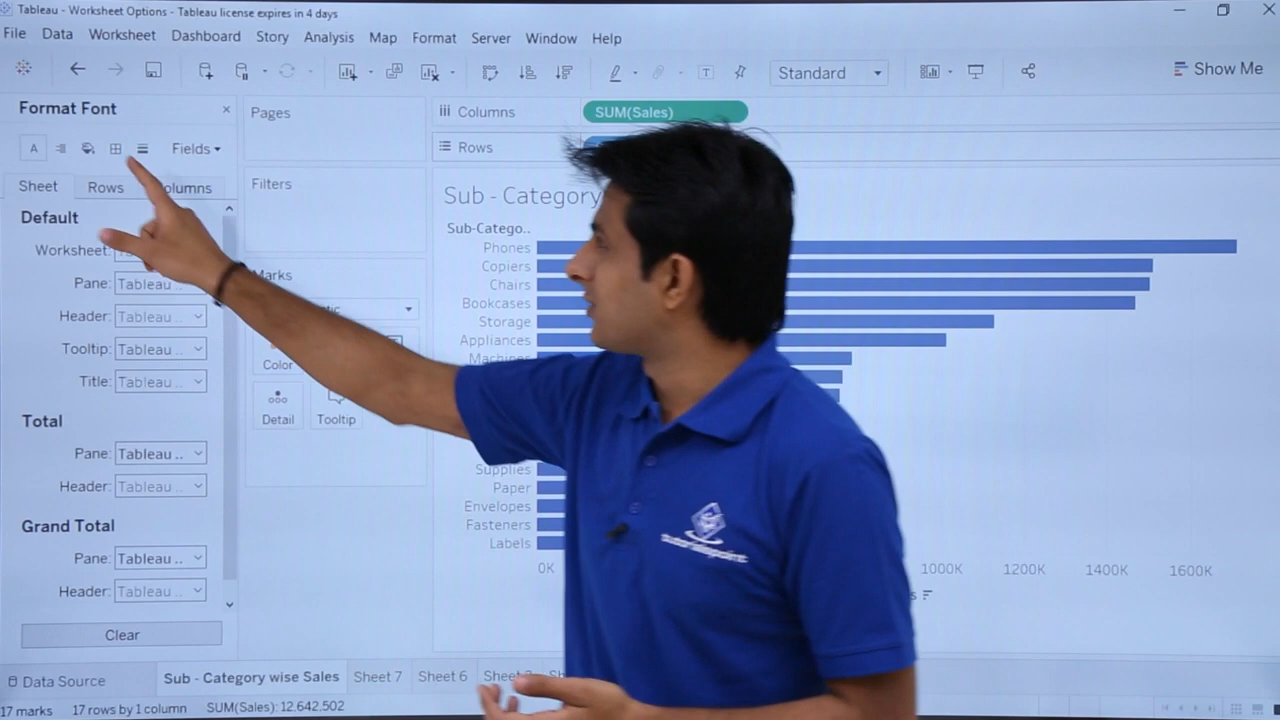 Tableau - Worksheet Options - Tableau license expires in 4 days
File Data Worksheet Dashboard Story Analysis Map Format Server Window Help
Standard
Show Me
Format Font
Pages
Columns
SUM(Sales)
A
Fields
Rows
Sheet Rows olumns
Filters
Sub - Category
Default
Sub-Catego..
Worksheet:
Phones
Pane: Tableau
Copiers
Marks
Chairs
Header: Tableau ..
Bookcases
Storage
Tooltip: Tableau ..
Appliances
Machines
Color
Title: Tableau ..
Detail Tooltip
Total
Pane: Tableau ..
Supplies
Header: Tableau ..
Paper
Envelopes
Grand Total
Fasteners
Pane: Tableau ..
Labels
0K 1000K 1200K 1400K 1600K
Header: Tableau ..
Clear
Data Source Sub - Category wise Sales Sheet 7 Sheet 6
17 marks 17 rows by 1 column SUM(Sales): 12,642,502